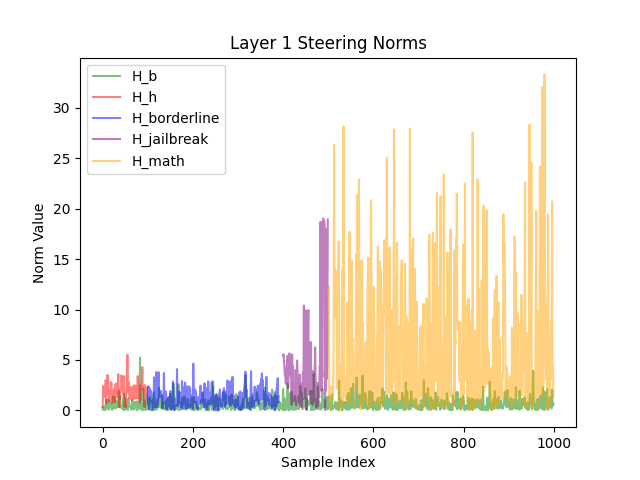 Layer 1 Steering Norms
H_b
H_h
H_borderline
H_jailbreak
H_math
30
25
20
15
10
5
0
Norm Value
0 200 400 600 800 1000
Sample Index